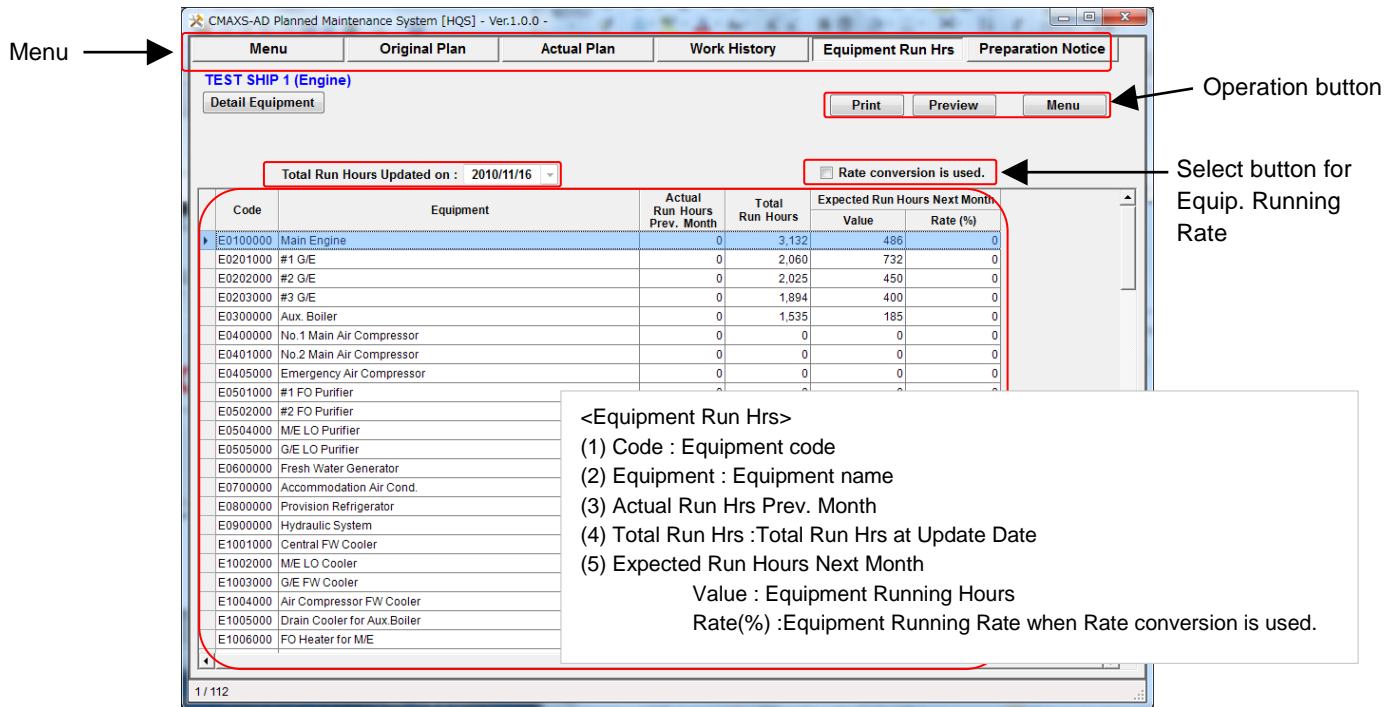 CMAXS-AD Planned Maintenance System [HQS] - Ver.1.0.0 -
Menu
Menu Original Plan Actual Plan Work History Equipment Run Hrs Preparation Notice
TEST SHIP 1 (Engine)
Detail Equipment Print Preview Menu
Operation button
Total Run Hours Updated on : 2010/11/16 Rate conversion is used.
Select button for
Equip. Running
Rate
Code Equipment Actual Run Hours Prev. Month Total Run Hours Expected Run Hours Next Month
Value Rate (%)
E0100000 Main Engine 0 3,132 486 0
E0201000 #1 G/E 0 2,060 732 0
E0202000 #2 G/E 0 2,025 450 0
E0203000 #3 G/E 0 1,894 400 0
E0300000 Aux. Boiler 0 1,535 185 0
E0400000 No.1 Main Air Compressor 0 0 0 0
E0401000 No.2 Main Air Compressor 0 0 0 0
E0405000 Emergency Air Compressor 0 0 0 0
E0501000 #1 FO Purifier
E0502000 #2 FO Purifier
E0504000 M/E LO Purifier
E0505000 G/E LO Purifier
E0600000 Fresh Water Generator
E0700000 Accommodation Air Cond.
E0800000 Provision Refrigerator
E0900000 Hydraulic System
E1001000 Central FW Cooler
E1002000 M/E LO Cooler
E1003000 G/E FW Cooler
E1004000 Air Compressor FW Cooler
E1005000 Drain Cooler for Aux.Boiler
E1006000 FO Heater for M/E
<Equipment Run Hrs>
(1) Code : Equipment code
(2) Equipment : Equipment name
(3) Actual Run Hrs Prev. Month
(4) Total Run Hrs :Total Run Hrs at Update Date
(5) Expected Run Hours Next Month
Value : Equipment Running Hours
Rate(%) :Equipment Running Rate when Rate conversion is used.
1 / 112